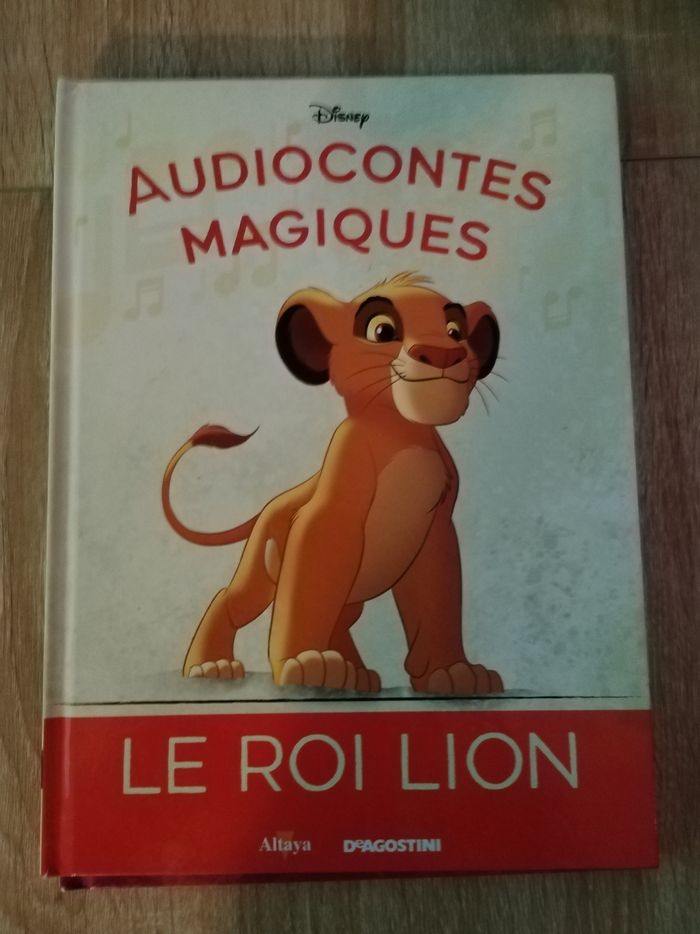 Disney
AUDIOCONTES
MAGIQUES
LE ROI LION
Altaya DeAGOSTINI